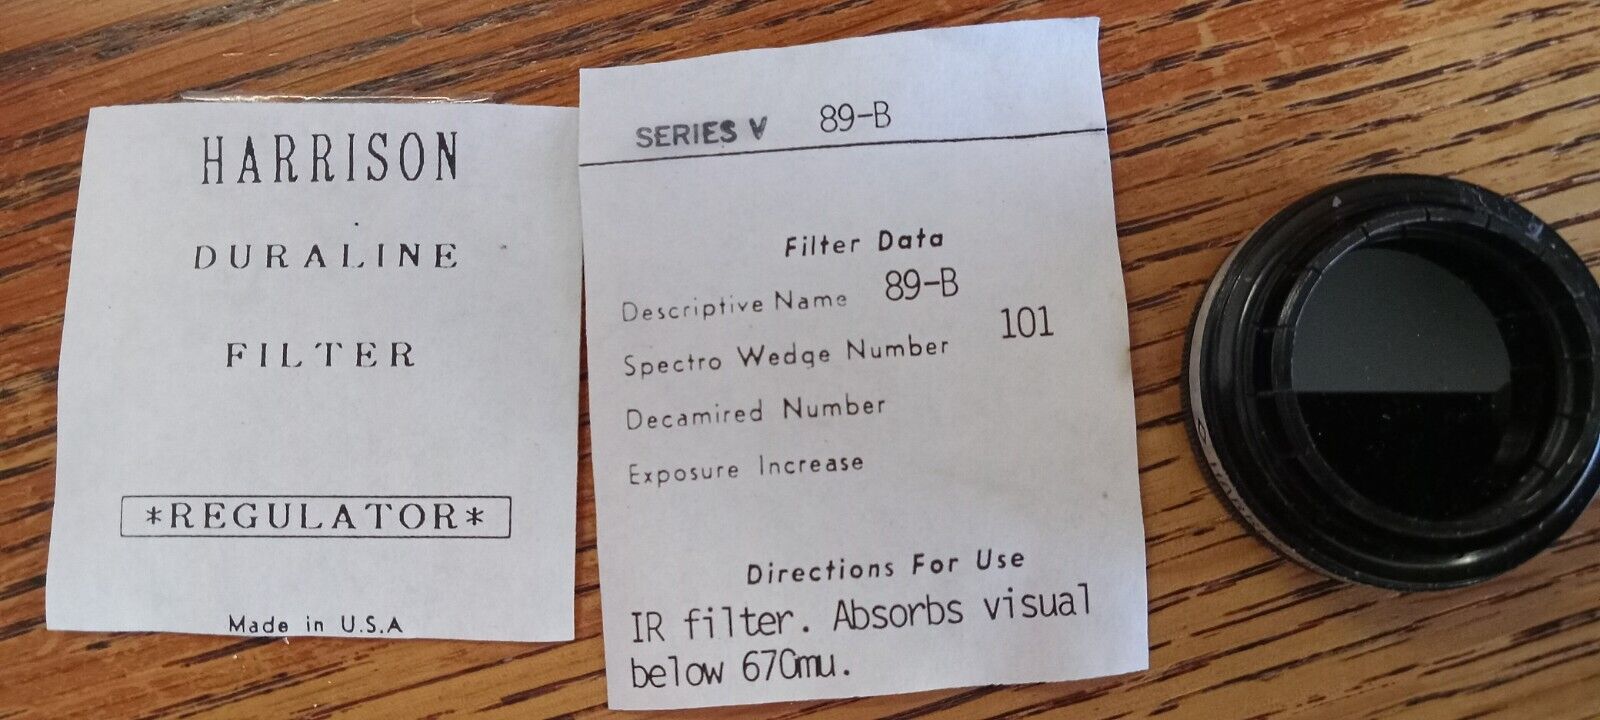 HARRISON
DURALINE
FILTER
*REGULATOR*
Made in U.S.A
SERIES V 89-B
Filter Data
Descriptive Name 89-B
Spectro Wedge Number 101
Decamired Number
Exposure Increase
Directions For Use
IR filter. Absorbs visual
below 670mu.